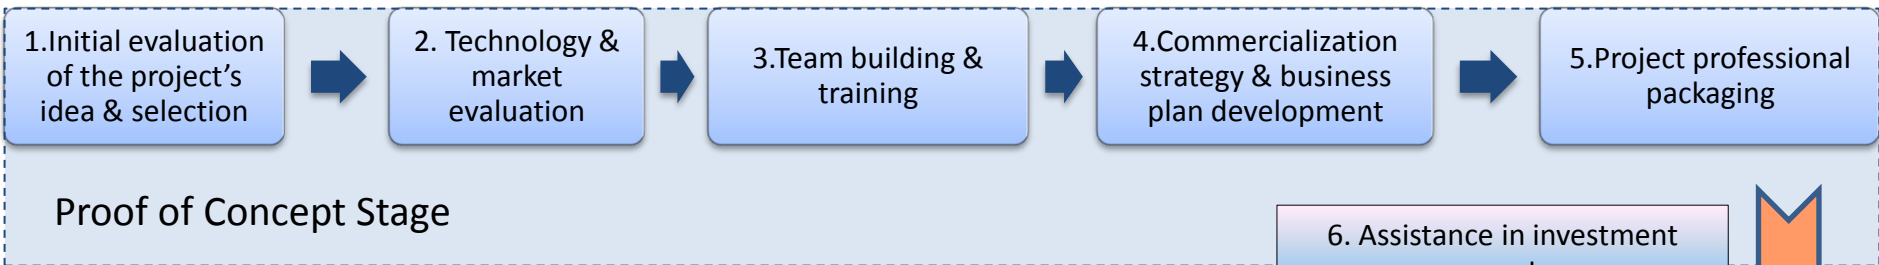 1.Initial evaluation
of the project's
idea & selection
2. Technology &
market
evaluation
3.Team building &
training
4.Commercialization
strategy & business
plan development
5.Project professional
packaging
Proof of Concept Stage
6. Assistance in investment